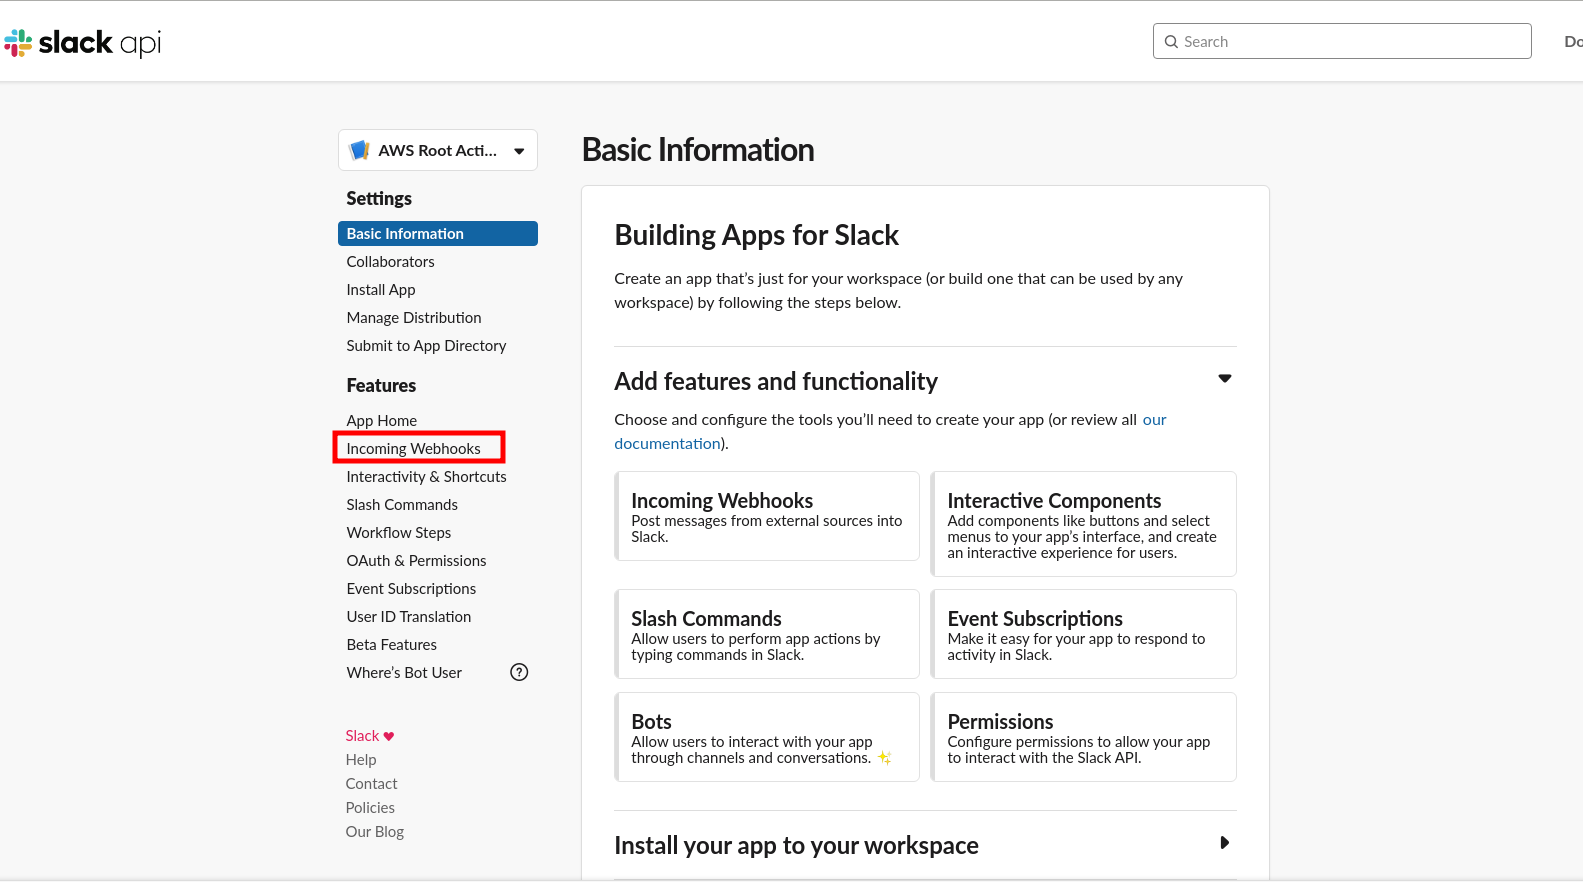 slack api
Search
Do
AWS Root Acti...
Settings
Basic Information
Collaborators
Install App
Manage Distribution
Submit to App Directory
Features
App Home
Incoming Webhooks
Interactivity & Shortcuts
Slash Commands
Workflow Steps
OAuth & Permissions
Event Subscriptions
User ID Translation
Beta Features
Where’s Bot User
?
Slack ♥
Help
Contact
Policies
Our Blog
Basic Information
Building Apps for Slack
Create an app that’s just for your workspace (or build one that can be used by any
workspace) by following the steps below.
Add features and functionality
Choose and configure the tools you’ll need to create your app (or review all our
documentation).
Incoming Webhooks
Post messages from external sources into
Slack.
Interactive Components
Add components like buttons and select
menus to your app’s interface, and create
an interactive experience for users.
Slash Commands
Allow users to perform app actions by
typing commands in Slack.
Event Subscriptions
Make it easy for your app to respond to
activity in Slack.
Bots
Allow users to interact with your app
through channels and conversations. ✨
Permissions
Configure permissions to allow your app
to interact with the Slack API.
Install your app to your workspace